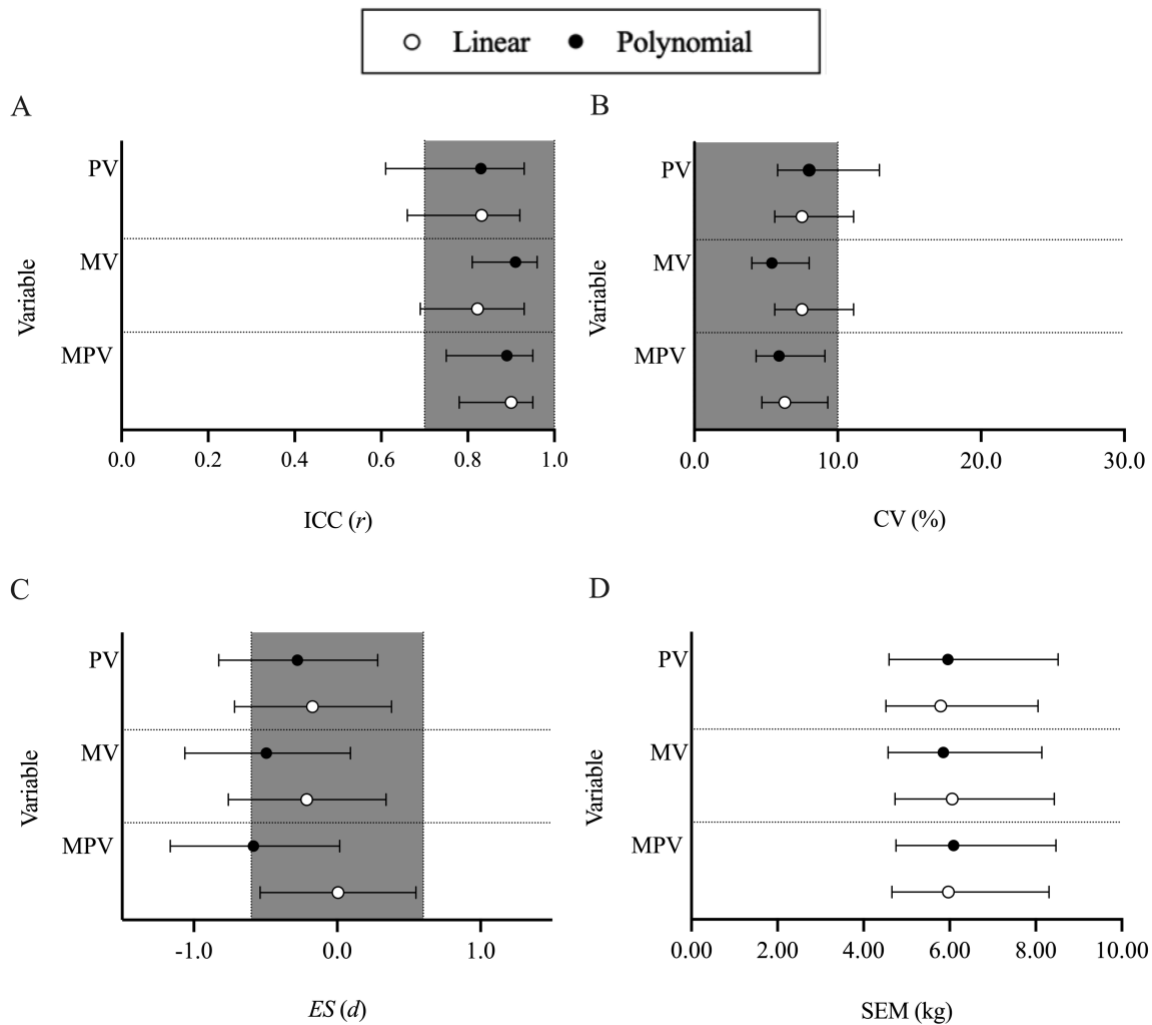 Linear Polynomial
A
PV
MV
MPV
Variable
0.0 0.2 0.4 0.6 0.8 1.0
ICC (r)
B
PV
MV
MPV
Variable
0.0 10.0 20.0 30.0
CV (%)
C
PV
MV
MPV
Variable
-1.0 0.0 1.0
ES (d)
D
PV
MV
MPV
Variable
0.00 2.00 4.00 6.00 8.00 10.00
SEM (kg)